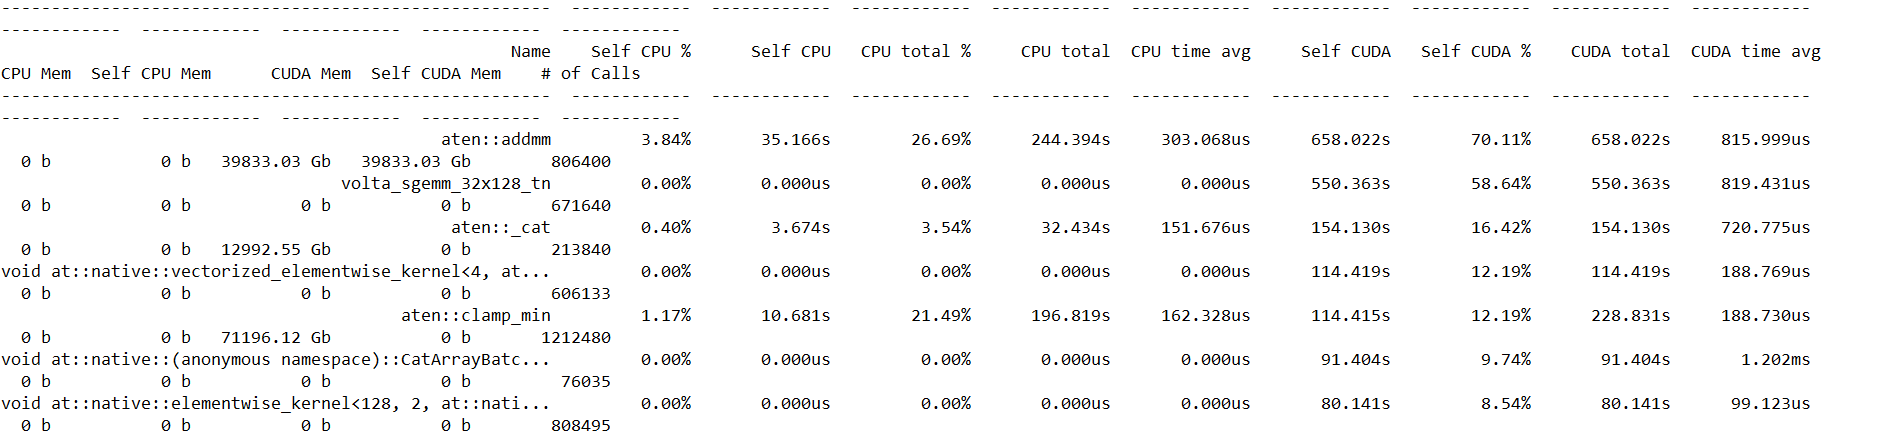 ------------------------------------------------------- ------------ ------------ ------------ ------------ ------------ ------------ ------------ ------------ ------------
------------ ------------ ------------ ------------ ------------
Name Self CPU % Self CPU CPU total % CPU total CPU time avg Self CUDA Self CUDA % CUDA total CUDA time avg
CPU Mem Self CPU Mem CUDA Mem Self CUDA Mem # of Calls
------------------------------------------------------- ------------ ------------ ------------ ------------ ------------ ------------ ------------ ------------ ------------
------------ ------------ ------------ ------------ ------------
aten::addmm 3.84% 35.166s 26.69% 244.394s 303.068us 658.022s 70.11% 658.022s 815.999us
0 b 0 b 39833.03 Gb 39833.03 Gb 806400
volta_sgemm_32x128_tn 0.00% 0.000us 0.00% 0.000us 0.000us 550.363s 58.64% 550.363s 819.431us
0 b 0 b 0 b 0 b 671640
aten::_cat 0.40% 3.674s 3.54% 32.434s 151.676us 154.130s 16.42% 154.130s 720.775us
0 b 0 b 12992.55 Gb 0 b 213840
void at::native::vectorized_elementwise_kernel<4, at... 0.00% 0.000us 0.00% 0.000us 0.000us 114.419s 12.19% 114.419s 188.769us
0 b 0 b 0 b 0 b 606133
aten::clamp_min 1.17% 10.681s 21.49% 196.819s 162.328us 114.415s 12.19% 228.831s 188.730us
0 b 0 b 71196.12 Gb 0 b 1212480
void at::native::(anonymous namespace)::CatArrayBatc... 0.00% 0.000us 0.00% 0.000us 0.000us 91.404s 9.74% 91.404s 1.202ms
0 b 0 b 0 b 0 b 76035
void at::native::elementwise_kernel<128, 2, at::nati... 0.00% 0.000us 0.00% 0.000us 0.000us 80.141s 8.54% 80.141s 99.123us
0 b 0 b 0 b 0 b 808495